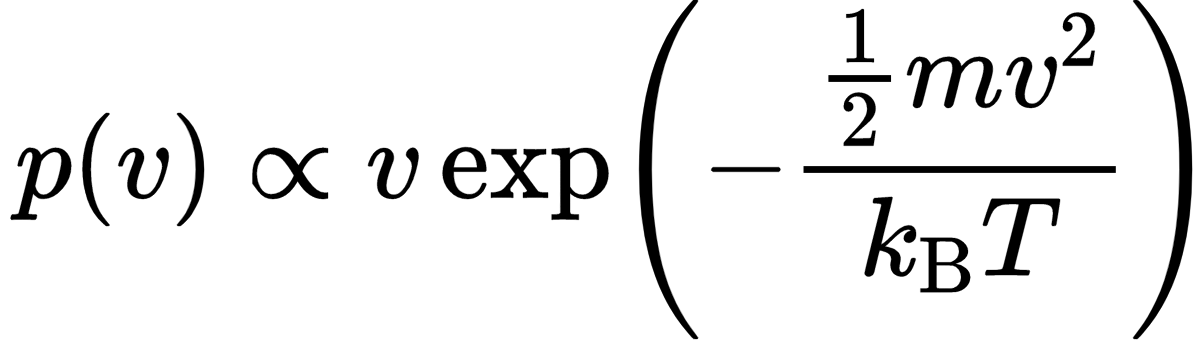 p(v) ∝ v exp(−(½mv²)/(k_B T))